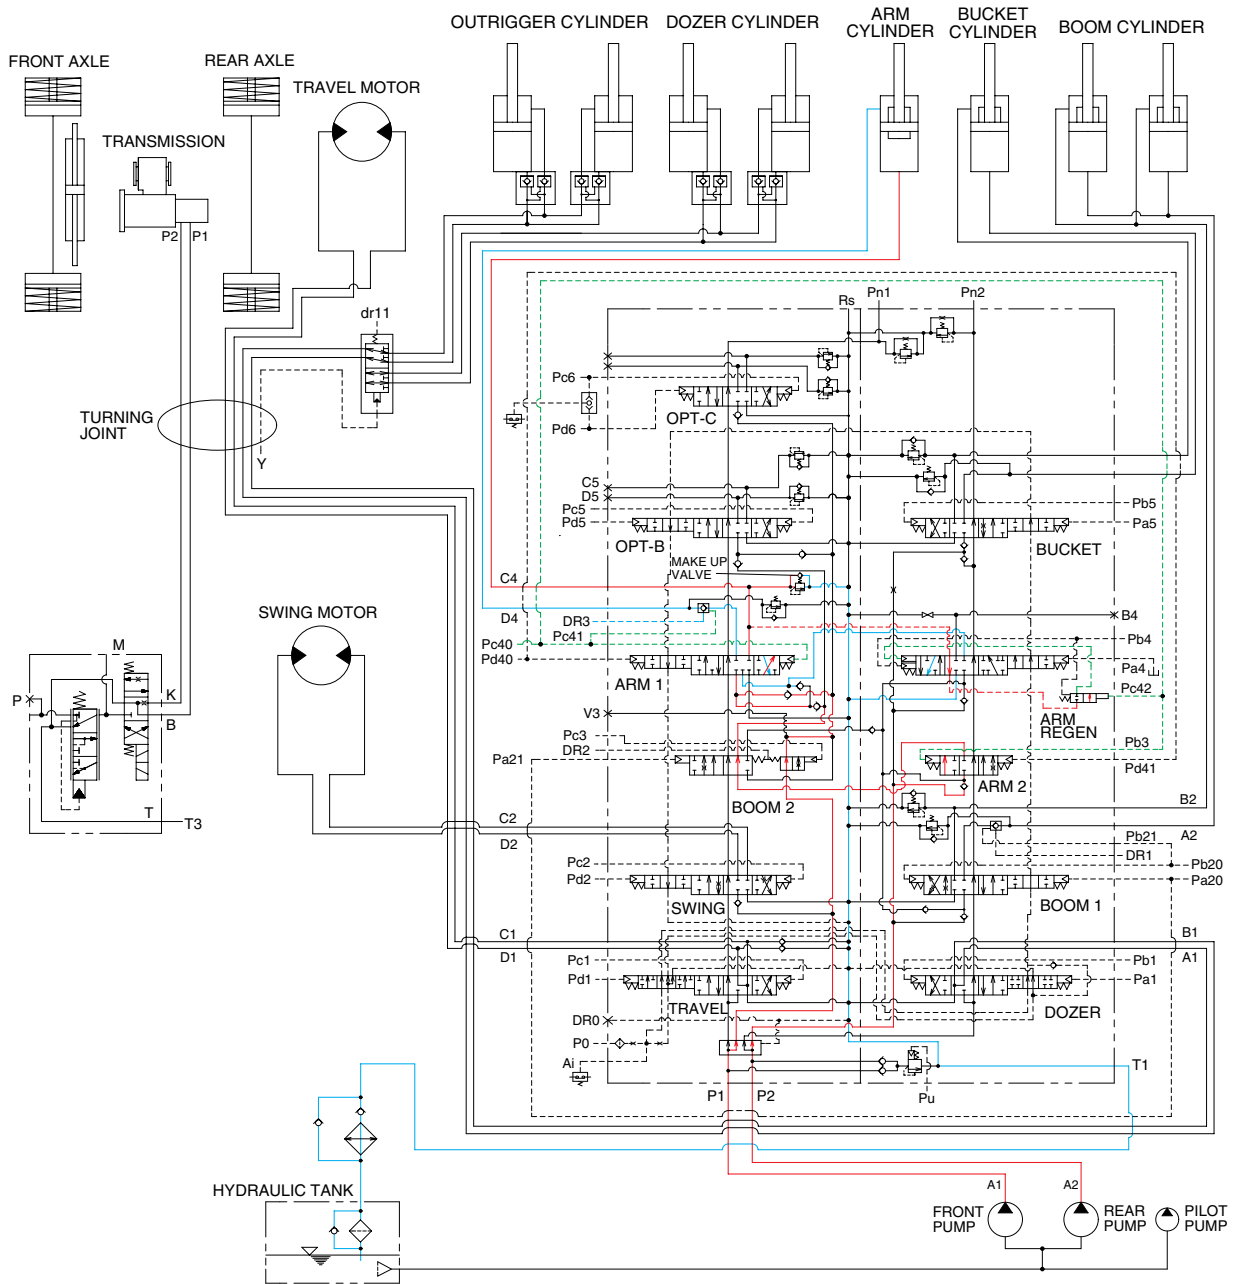 OUTRIGGER CYLINDER
DOZER CYLINDER
ARM
CYLINDER
BUCKET
CYLINDER
BOOM CYLINDER
FRONT AXLE
REAR AXLE
TRAVEL MOTOR
TRANSMISSION
P2
P1
dr11
Rs
Pn1
Pn2
Pc6
Pd6
OPT-C
TURNING
JOINT
Y
C5
D5
Pc5
Pd5
OPT-B
Pb5
Pa5
BUCKET
MAKE UP
VALVE
C4
D4
DR3
Pc41
Pc40
Pd40
ARM 1
B4
Pb4
Pa4
Pc42
ARM
REGEN
SWING MOTOR
M
P
K
B
T
T3
V3
Pc3
DR2
Pa21
BOOM 2
Pb3
Pd41
ARM 2
B2
A2
C2
D2
Pb21
DR1
Pb20
Pa20
Pc2
Pd2
SWING
BOOM 1
C1
D1
B1
A1
Pc1
Pd1
TRAVEL
Pb1
Pa1
DOZER
DR0
P0
Ai
T1
P1
P2
Pu
HYDRAULIC TANK
A1
A2
FRONT
PUMP
REAR
PUMP
PILOT
PUMP